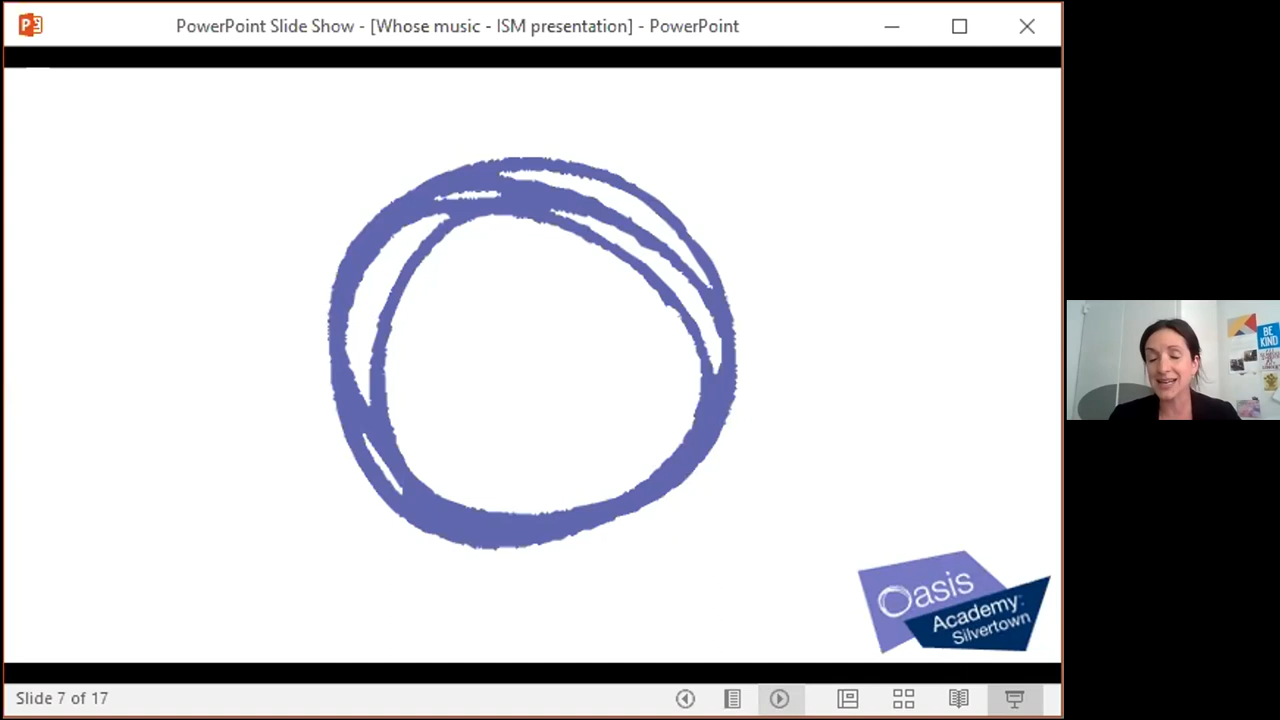 PowerPoint Slide Show - [Whose music - ISM presentation] - PowerPoint
BE
KIND
Oasis
Academy
Silvertown
Slide 7 of 17